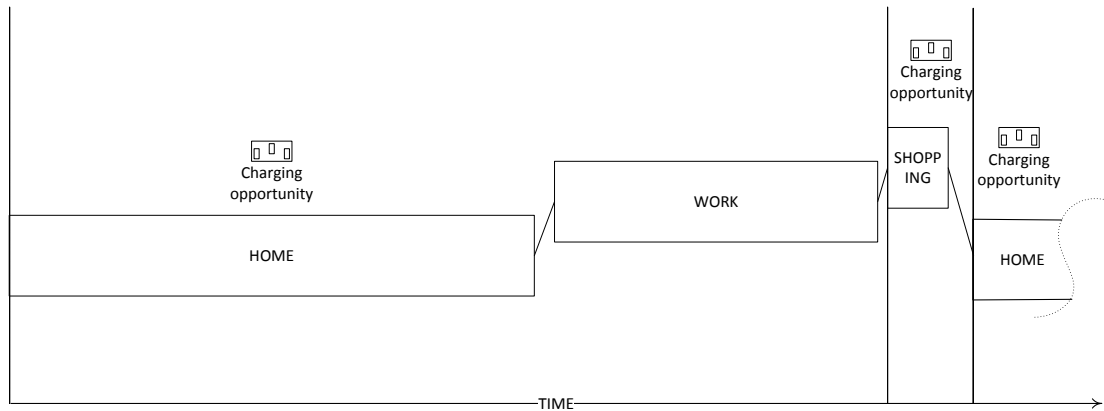 Charging
opportunity
HOME
WORK
Charging
opportunity
SHOPP
ING
Charging
opportunity
HOME
TIME